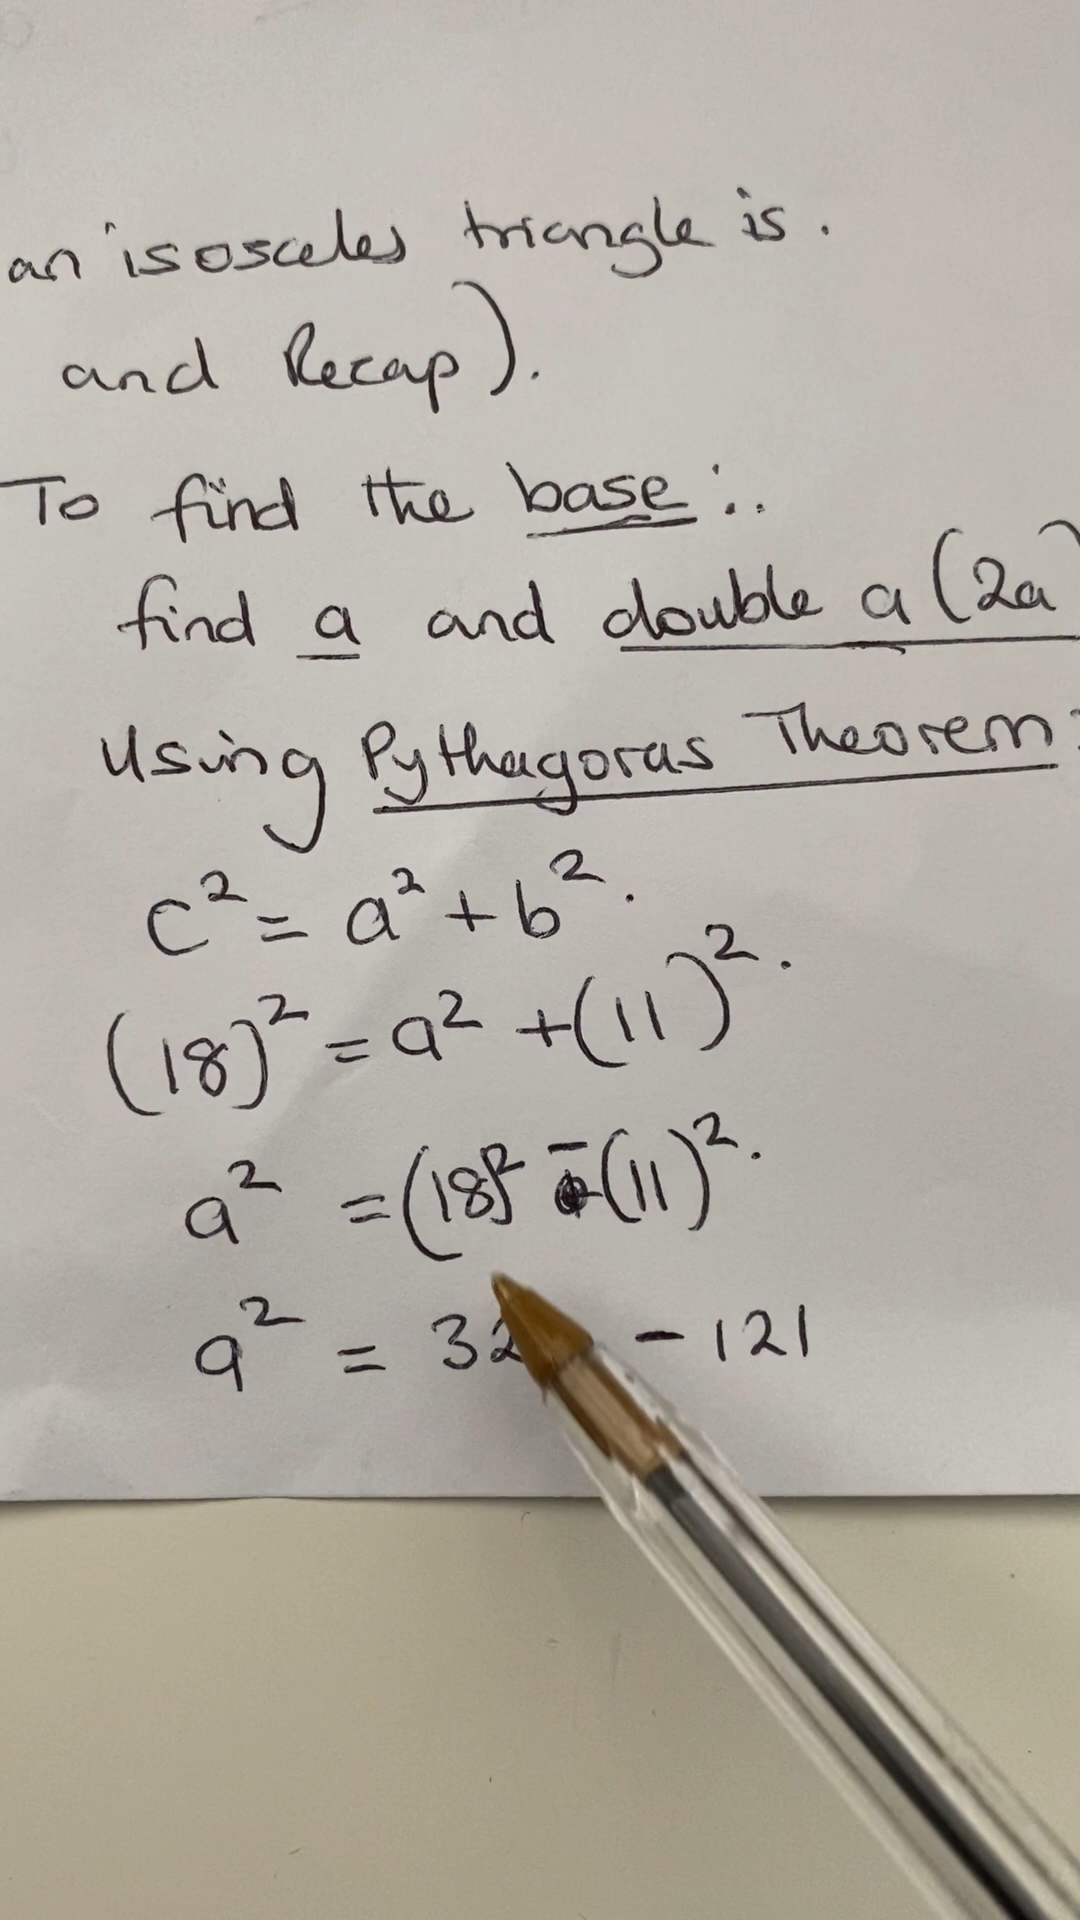 an isosceles triangle is.
and Recap).
To find the base:.
find a and double a (2a)
Using Pythagoras Theorem:
c² = a² + b².
(18)² = a² + (11)².
a² = (18)² - (11)².
a² = 32 - 121